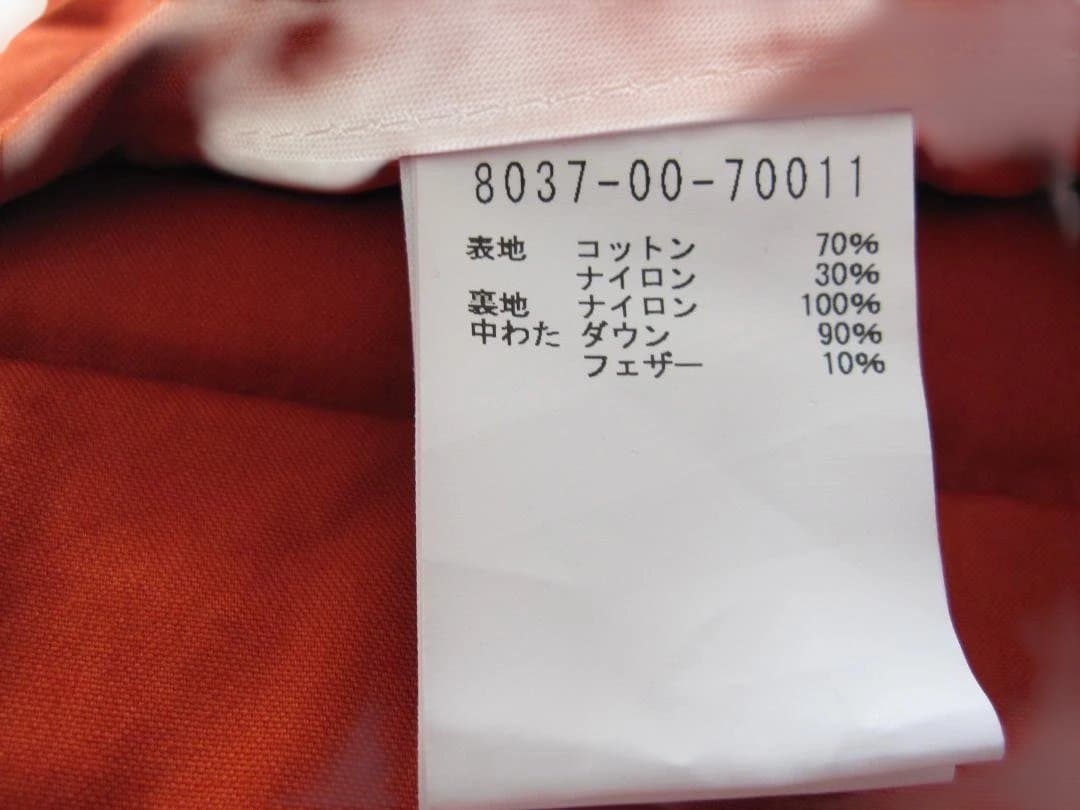 8037-00-70011
表地 コットン 70%
ナイロン 30%
裏地 ナイロン 100%
中わた ダウン 90%
フェザー 10%